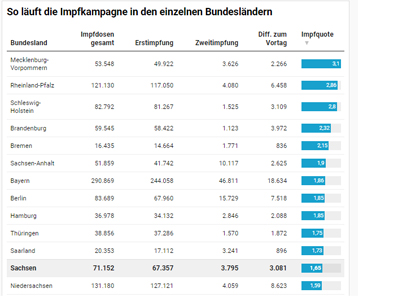 So läuft die Impfkampagne in den einzelnen Bundesländern
Bundesland Impfdosen gesamt Erstimpfung Zweitimpfung Diff. zum Vortag Impfquote
Mecklenburg-Vorpommern 53.548 49.922 3.626 2.266 3,1
Rheinland-Pfalz 121.130 117.050 4.080 6.458 2,86
Schleswig-Holstein 82.792 81.267 1.525 3.109 2,8
Brandenburg 59.545 58.422 1.123 3.972 2,32
Bremen 16.435 14.664 1.771 836 2,15
Sachsen-Anhalt 51.859 41.742 10.117 2.625 1,9
Bayern 290.869 244.058 46.811 18.634 1,86
Berlin 83.689 67.960 15.729 7.518 1,85
Hamburg 36.978 34.132 2.846 2.088 1,85
Thüringen 38.856 37.286 1.570 1.872 1,75
Saarland 20.353 17.112 3.241 896 1,73
Sachsen 71.152 67.357 3.795 3.081 1,65
Niedersachsen 131.180 127.121 4.059 8.623 1,59